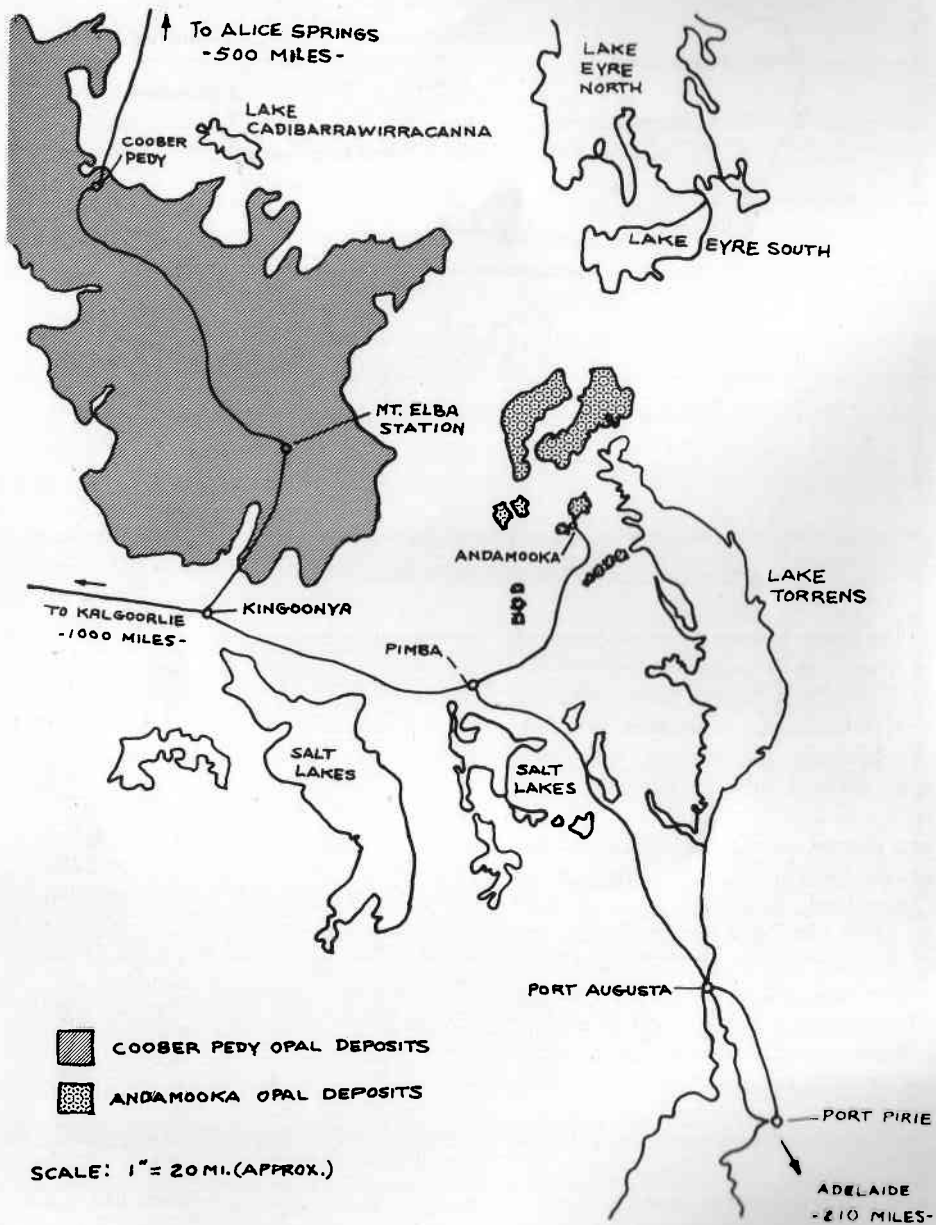 TO ALICE SPRINGS
-500 MILES-
LAKE
EYRE
NORTH
LAKE
CADIBARRAWIRRACANNA
COOBER
PEDY
LAKE EYRE SOUTH
MT. ELBA
STATION
ANDAMOOKA
LAKE
TORRENS
TO KALGOORLIE
-1000 MILES-
KINGOONYA
PIMBA
SALT
LAKES
SALT
LAKES
PORT AUGUSTA
COOBER PEDY OPAL DEPOSITS
ANDAMOOKA OPAL DEPOSITS
PORT PIRIE
SCALE: 1" = 20 MI. (APPROX.)
ADELAIDE
-210 MILES-